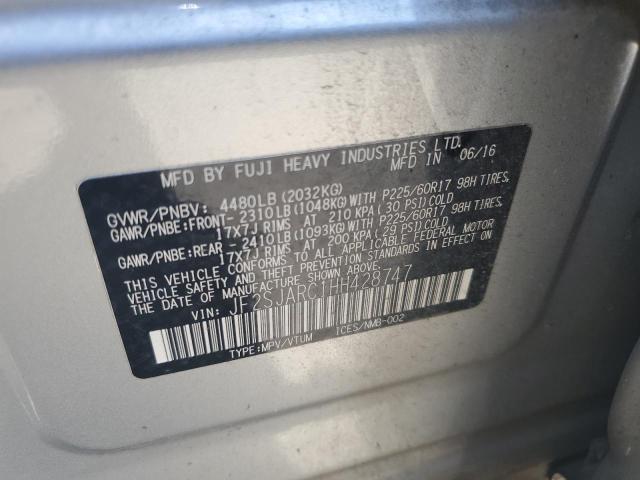 MFD BY FUJI HEAVY INDUSTRIES LTD.
MFD IN 06/16
GVWR/PNBV: 4480LB (2032KG)
GAWR/PNBE:FRONT- 2310LB (1048KG) WITH P225/60R17 98H TIRES,
17X7J RIMS AT 210 KPA (30 PSI) COLD
GAWR/PNBE:REAR - 2410LB (1093KG) WITH P225/60R17 98H TIRES,
17X7J RIMS AT 200 KPA (29 PSI) COLD
THIS VEHICLE CONFORMS TO ALL APPLICABLE FEDERAL MOTOR
VEHICLE SAFETY AND THEFT PREVENTION STANDARDS IN EFFECT ON
THE DATE OF MANUFACTURE SHOWN ABOVE.
VIN: JF2SJARC1HH428747
TYPE:MPV/VTUM ICES/NMB-002